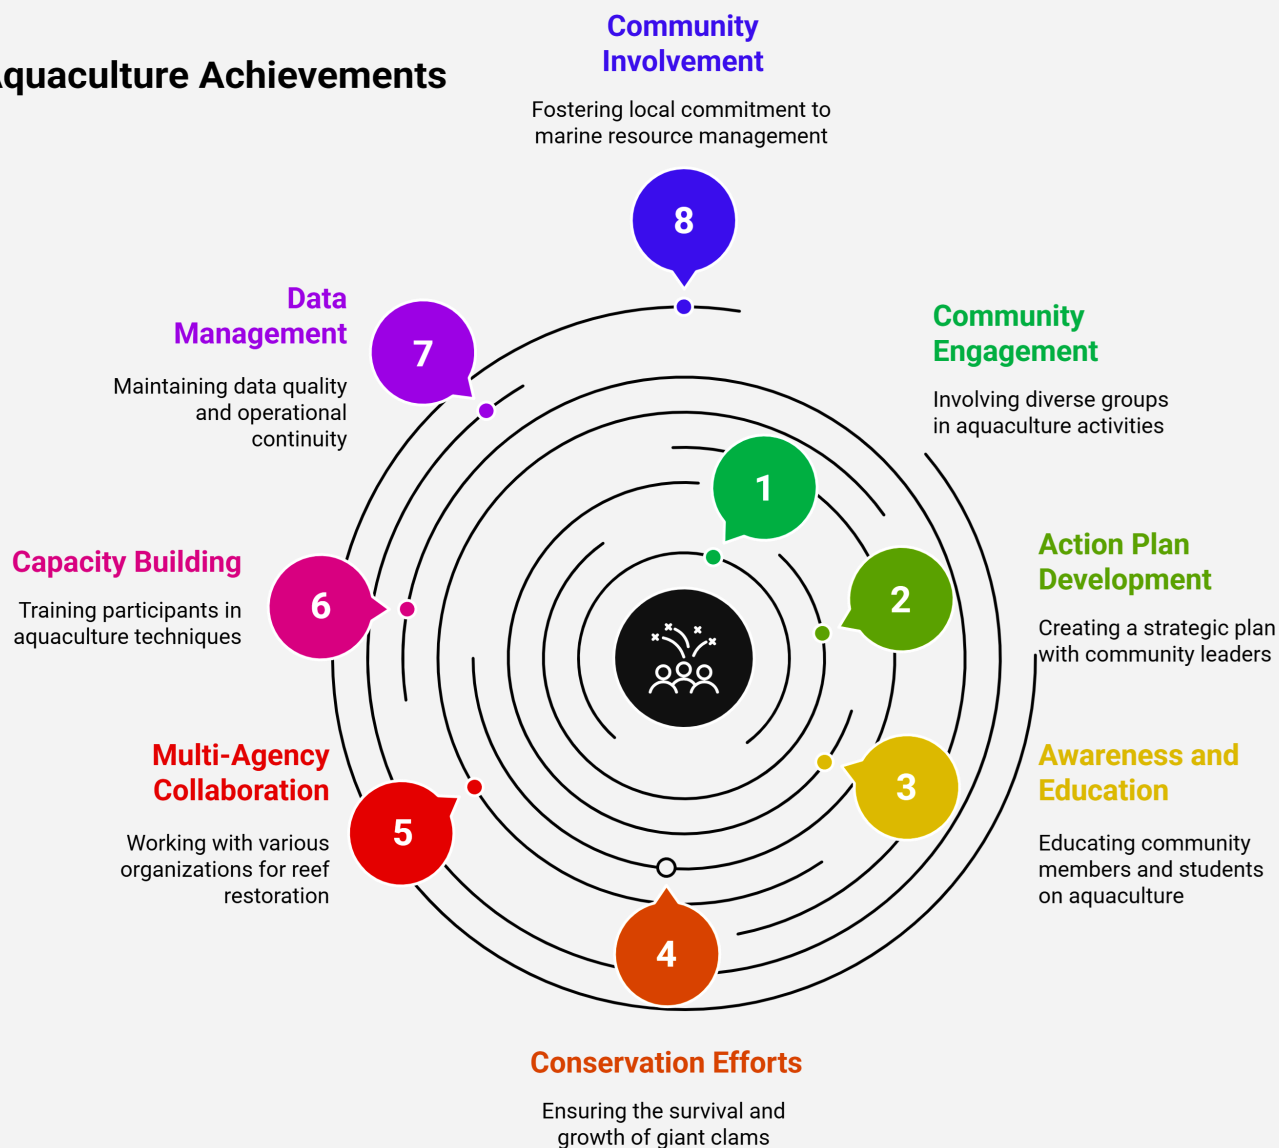 Aquaculture Achievements
Community
Involvement
Fostering local commitment to
marine resource management
8
Data
Management
Maintaining data quality
and operational
continuity
7
Community
Engagement
Involving diverse groups
in aquaculture activities
1
Action Plan
Development
Creating a strategic plan
with community leaders
2
Capacity Building
Training participants in
aquaculture techniques
6
Multi-Agency
Collaboration
Working with various
organizations for reef
restoration
5
Awareness and
Education
Educating community
members and students
on aquaculture
3
4
Conservation Efforts
Ensuring the survival and
growth of giant clams